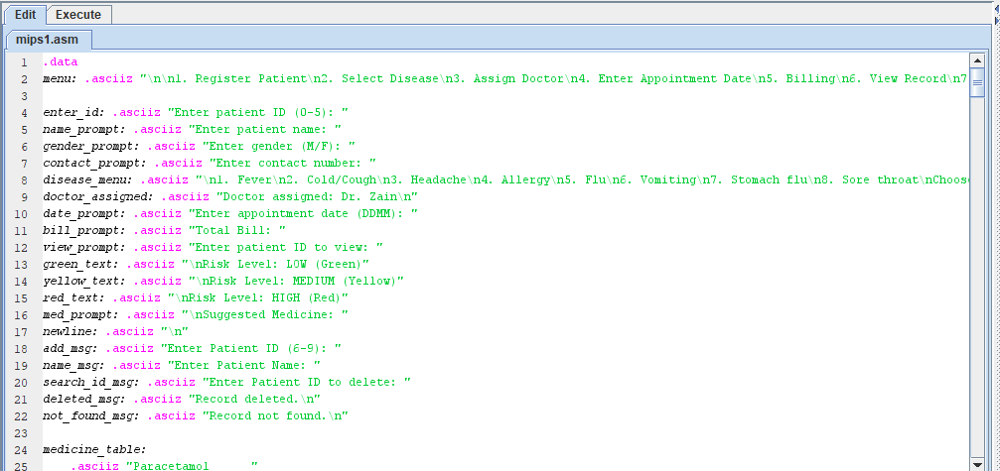 Edit Execute
mips1.asm
1 .data
2 menu: .asciiz "\n\n1. Register Patient\n2. Select Disease\n3. Assign Doctor\n4. Enter Appointment Date\n5. Billing\n6. View Record\n7
3
4 enter_id: .asciiz "Enter patient ID (0-5): "
5 name_prompt: .asciiz "Enter patient name: "
6 gender_prompt: .asciiz "Enter gender (M/F): "
7 contact_prompt: .asciiz "Enter contact number: "
8 disease_menu: .asciiz "\n1. Fever\n2. Cold/Cough\n3. Headache\n4. Allergy\n5. Flu\n6. Vomiting\n7. Stomach flu\n8. Sore throat\nChoose
9 doctor_assigned: .asciiz "Doctor assigned: Dr. Zain\n"
10 date_prompt: .asciiz "Enter appointment date (DDMM): "
11 bill_prompt: .asciiz "Total Bill: "
12 view_prompt: .asciiz "Enter patient ID to view: "
13 green_text: .asciiz "\nRisk Level: LOW (Green)"
14 yellow_text: .asciiz "\nRisk Level: MEDIUM (Yellow)"
15 red_text: .asciiz "\nRisk Level: HIGH (Red)"
16 med_prompt: .asciiz "\nSuggested Medicine: "
17 newline: .asciiz "\n"
18 add_msg: .asciiz "Enter Patient ID (6-9): "
19 name_msg: .asciiz "Enter Patient Name: "
20 search_id_msg: .asciiz "Enter Patient ID to delete: "
21 deleted_msg: .asciiz "Record deleted.\n"
22 not_found_msg: .asciiz "Record not found.\n"
23
24 medicine_table:
25 .asciiz "Paracetamol      "